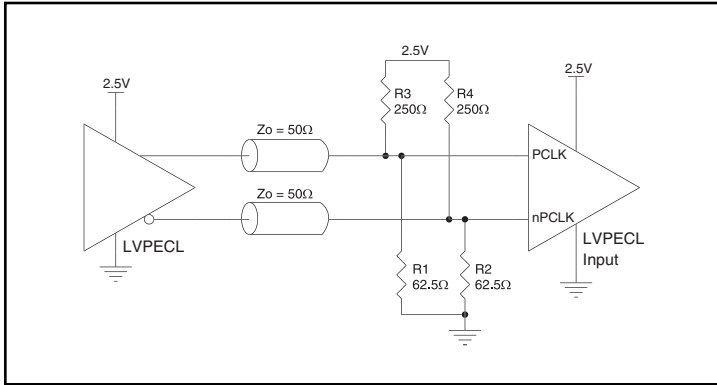 2.5V
2.5V
2.5V
R3
250Ω
R4
250Ω
Zo = 50Ω
PCLK
Zo = 50Ω
nPCLK
LVPECL
LVPECL
Input
R1
62.5Ω
R2
62.5Ω